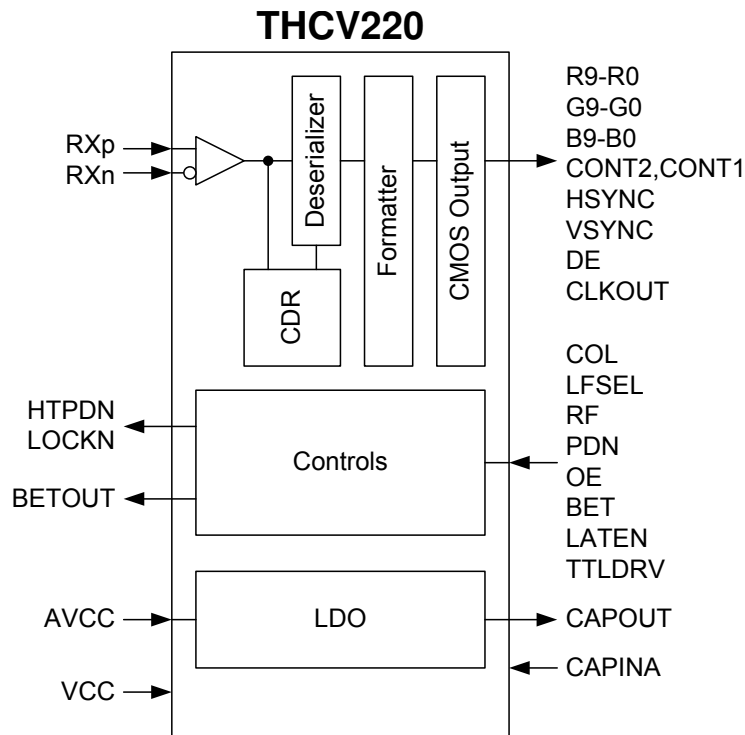 THCV220
RXp
RXn
Deserializer
CDR
Formatter
CMOS Output
R9-R0
G9-G0
B9-B0
CONT2,CONT1
HSYNC
VSYNC
DE
CLKOUT
HTPDN
LOCKN
BETOUT
Controls
COL
LFSEL
RF
PDN
OE
BET
LATEN
TTLDRV
AVCC
VCC
LDO
CAPOUT
CAPINA